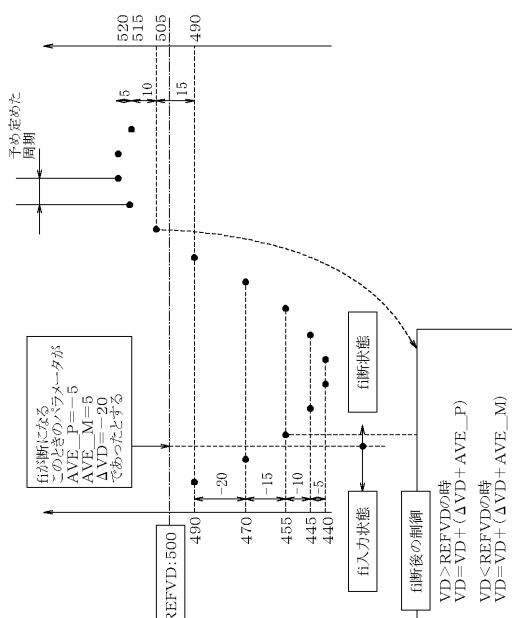 fiが断になる
このときのパラメータが
AVE_P=-5
AVE_M=5
ΔVD=-20
であったとする
予め定めた
周期
REFVD:500
490
470
455
445
440
-20
-15
-10
-5
5
10
15
520
515
505
490
fi入力状態
fi断状態
fi断後の制御
VD>REFVDの時
VD=VD+(ΔVD+AVE_P)
VD<REFVDの時
VD=VD+(ΔVD+AVE_M)